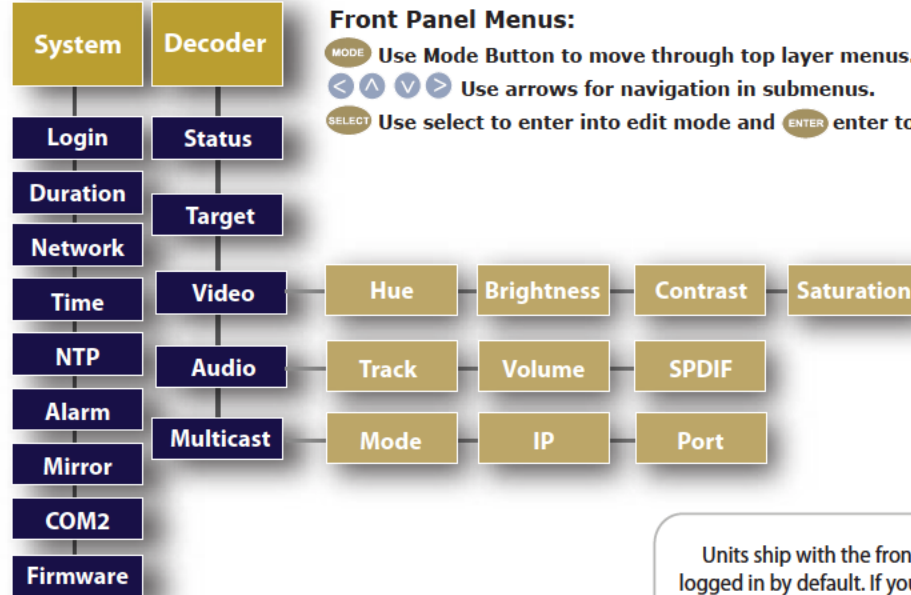 System
Decoder
Front Panel Menus:
MODE Use Mode Button to move through top layer menus.
< ^ v > Use arrows for navigation in submenus.
SELECT Use select to enter into edit mode and ENTER enter to
Login
Duration
Network
Time
NTP
Alarm
Mirror
COM2
Firmware
Status
Target
Video
Audio
Multicast
Hue
Brightness
Contrast
Saturation
Track
Volume
SPDIF
Mode
IP
Port
Units ship with the fron
logged in by default. If you